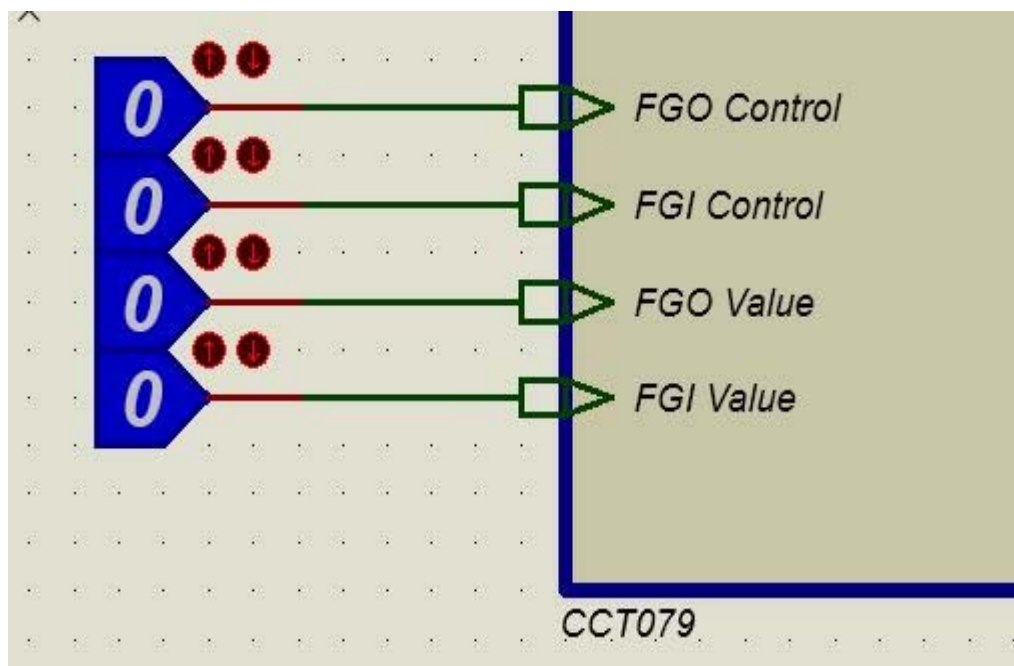 0 FGO Control
0 FGI Control
0 FGO Value
0 FGI Value
CCT079